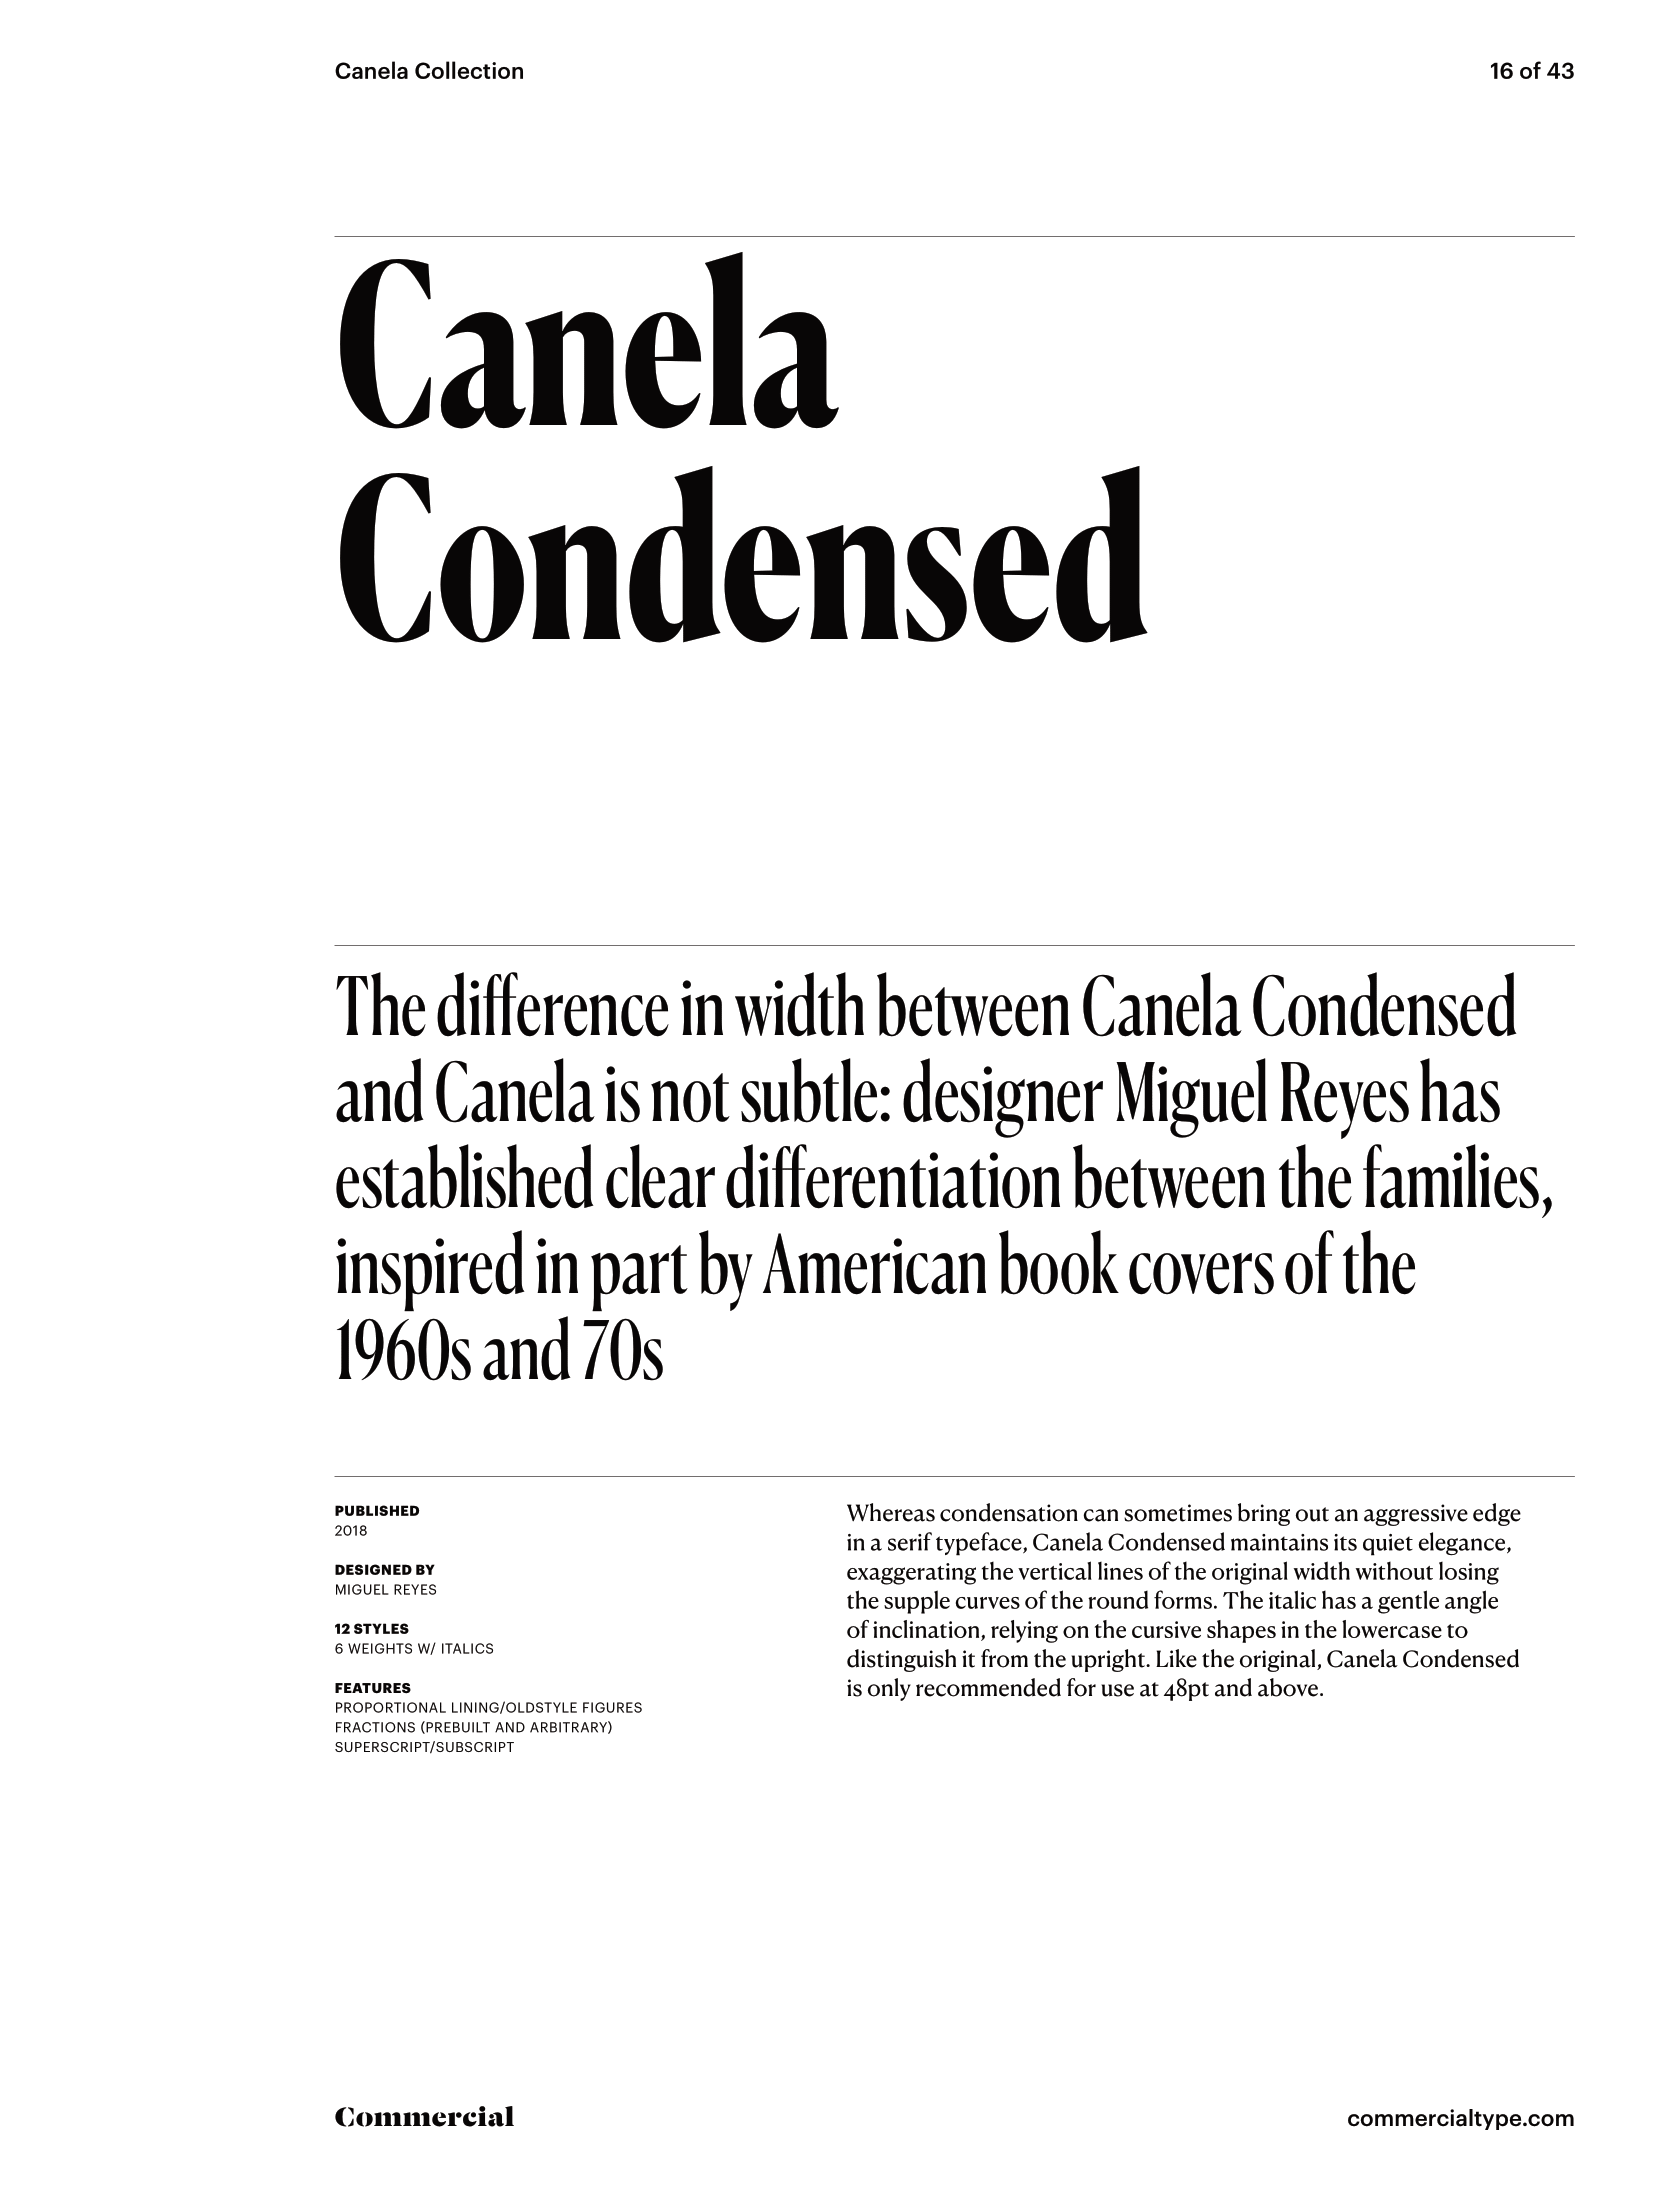 Canela Collection
16 of 43
Canela
Condensed
The difference in width between Canela Condensed
and Canela is not subtle: designer Miguel Reyes has
established clear differentiation between the families,
inspired in part by American book covers of the
1960s and 70s
PUBLISHED
2018
DESIGNED BY
MIGUEL REYES
12 STYLES
6 WEIGHTS W/ ITALICS
FEATURES
PROPORTIONAL LINING/OLDSTYLE FIGURES
FRACTIONS (PREBUILT AND ARBITRARY)
SUPERSCRIPT/SUBSCRIPT
Whereas condensation can sometimes bring out an aggressive edge
in a serif typeface, Canela Condensed maintains its quiet elegance,
exaggerating the vertical lines of the original width without losing
the supple curves of the round forms. The italic has a gentle angle
of inclination, relying on the cursive shapes in the lowercase to
distinguish it from the upright. Like the original, Canela Condensed
is only recommended for use at 48pt and above.
Commercial
commercialtype.com